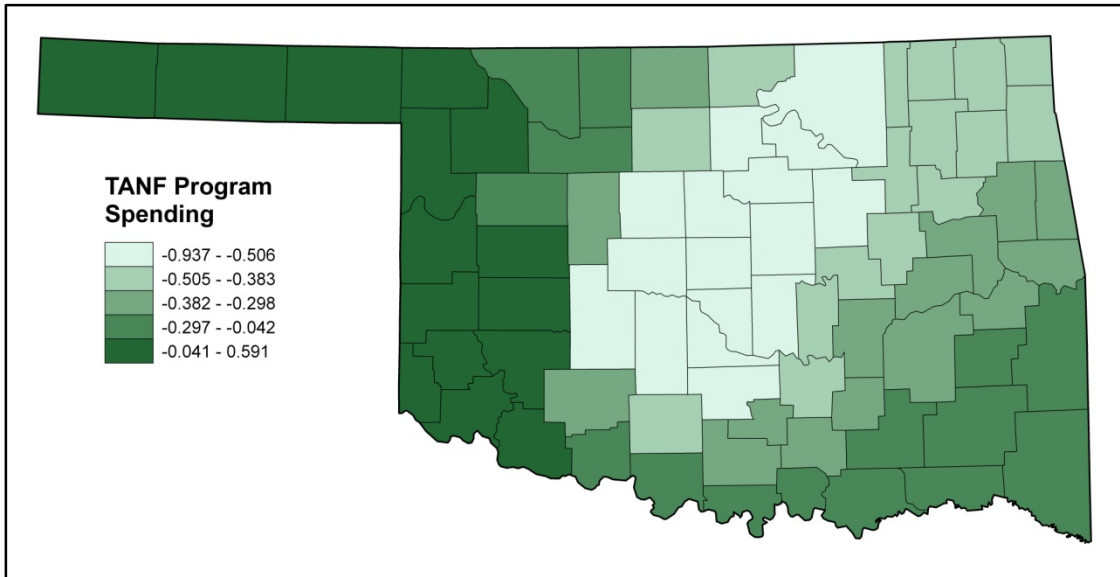 TANF Program
Spending
-0.937 - -0.506
-0.505 - -0.383
-0.382 - -0.298
-0.297 - -0.042
-0.041 - 0.591